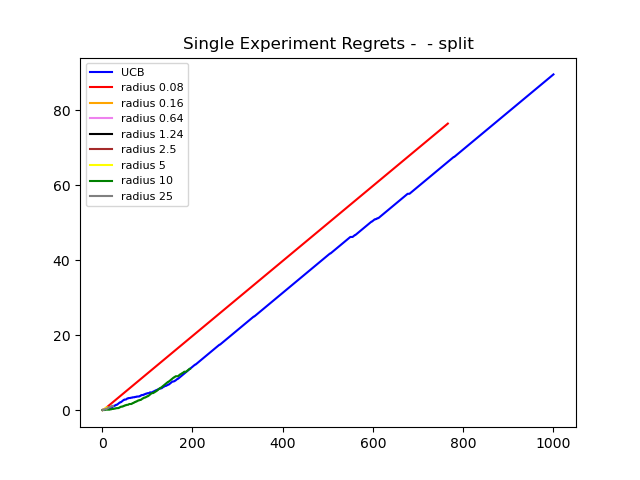 Single Experiment Regrets -  - split
UCB
radius 0.08
radius 0.16
radius 0.64
radius 1.24
radius 2.5
radius 5
radius 10
radius 25
80
60
40
20
0
0 200 400 600 800 1000